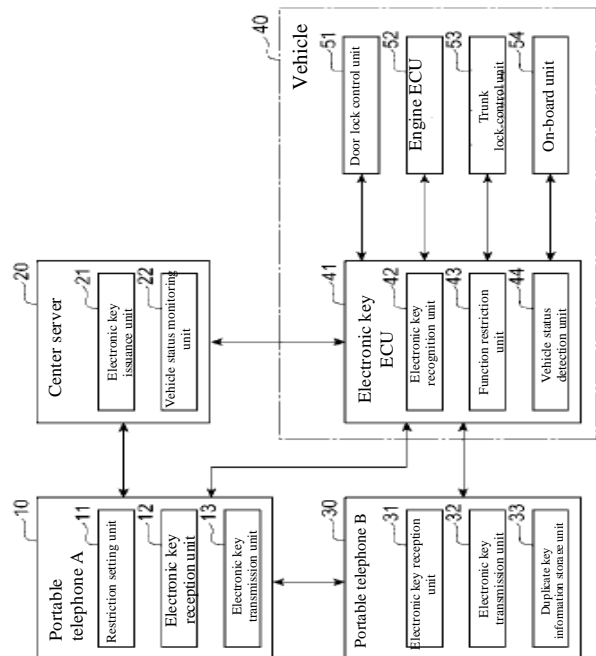 10
Portable
telephone A
11
Restriction setting unit
12
Electronic key
reception unit
13
Electronic key
transmission unit
20
Center server
21
Electronic key
issuance unit
22
Vehicle status monitoring
unit
30
Portable telephone B
31
Electronic key reception
unit
32
Electronic key
transmission unit
33
Duplicate key
information storage unit
40
Vehicle
41
Electronic key
ECU
42
Electronic key
recognition unit
43
Function restriction
unit
44
Vehicle status
detection unit
51
Door lock control unit
52
Engine ECU
53
Trunk
lock control unit
54
On-board unit